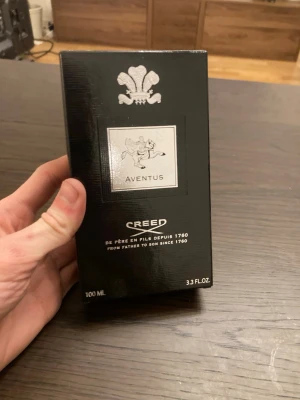 AVENTUS
CREED
DE PÈRE EN FILS DEPUIS 1760
FROM FATHER TO SON SINCE 1760
100 ML
3.3 FL.OZ.